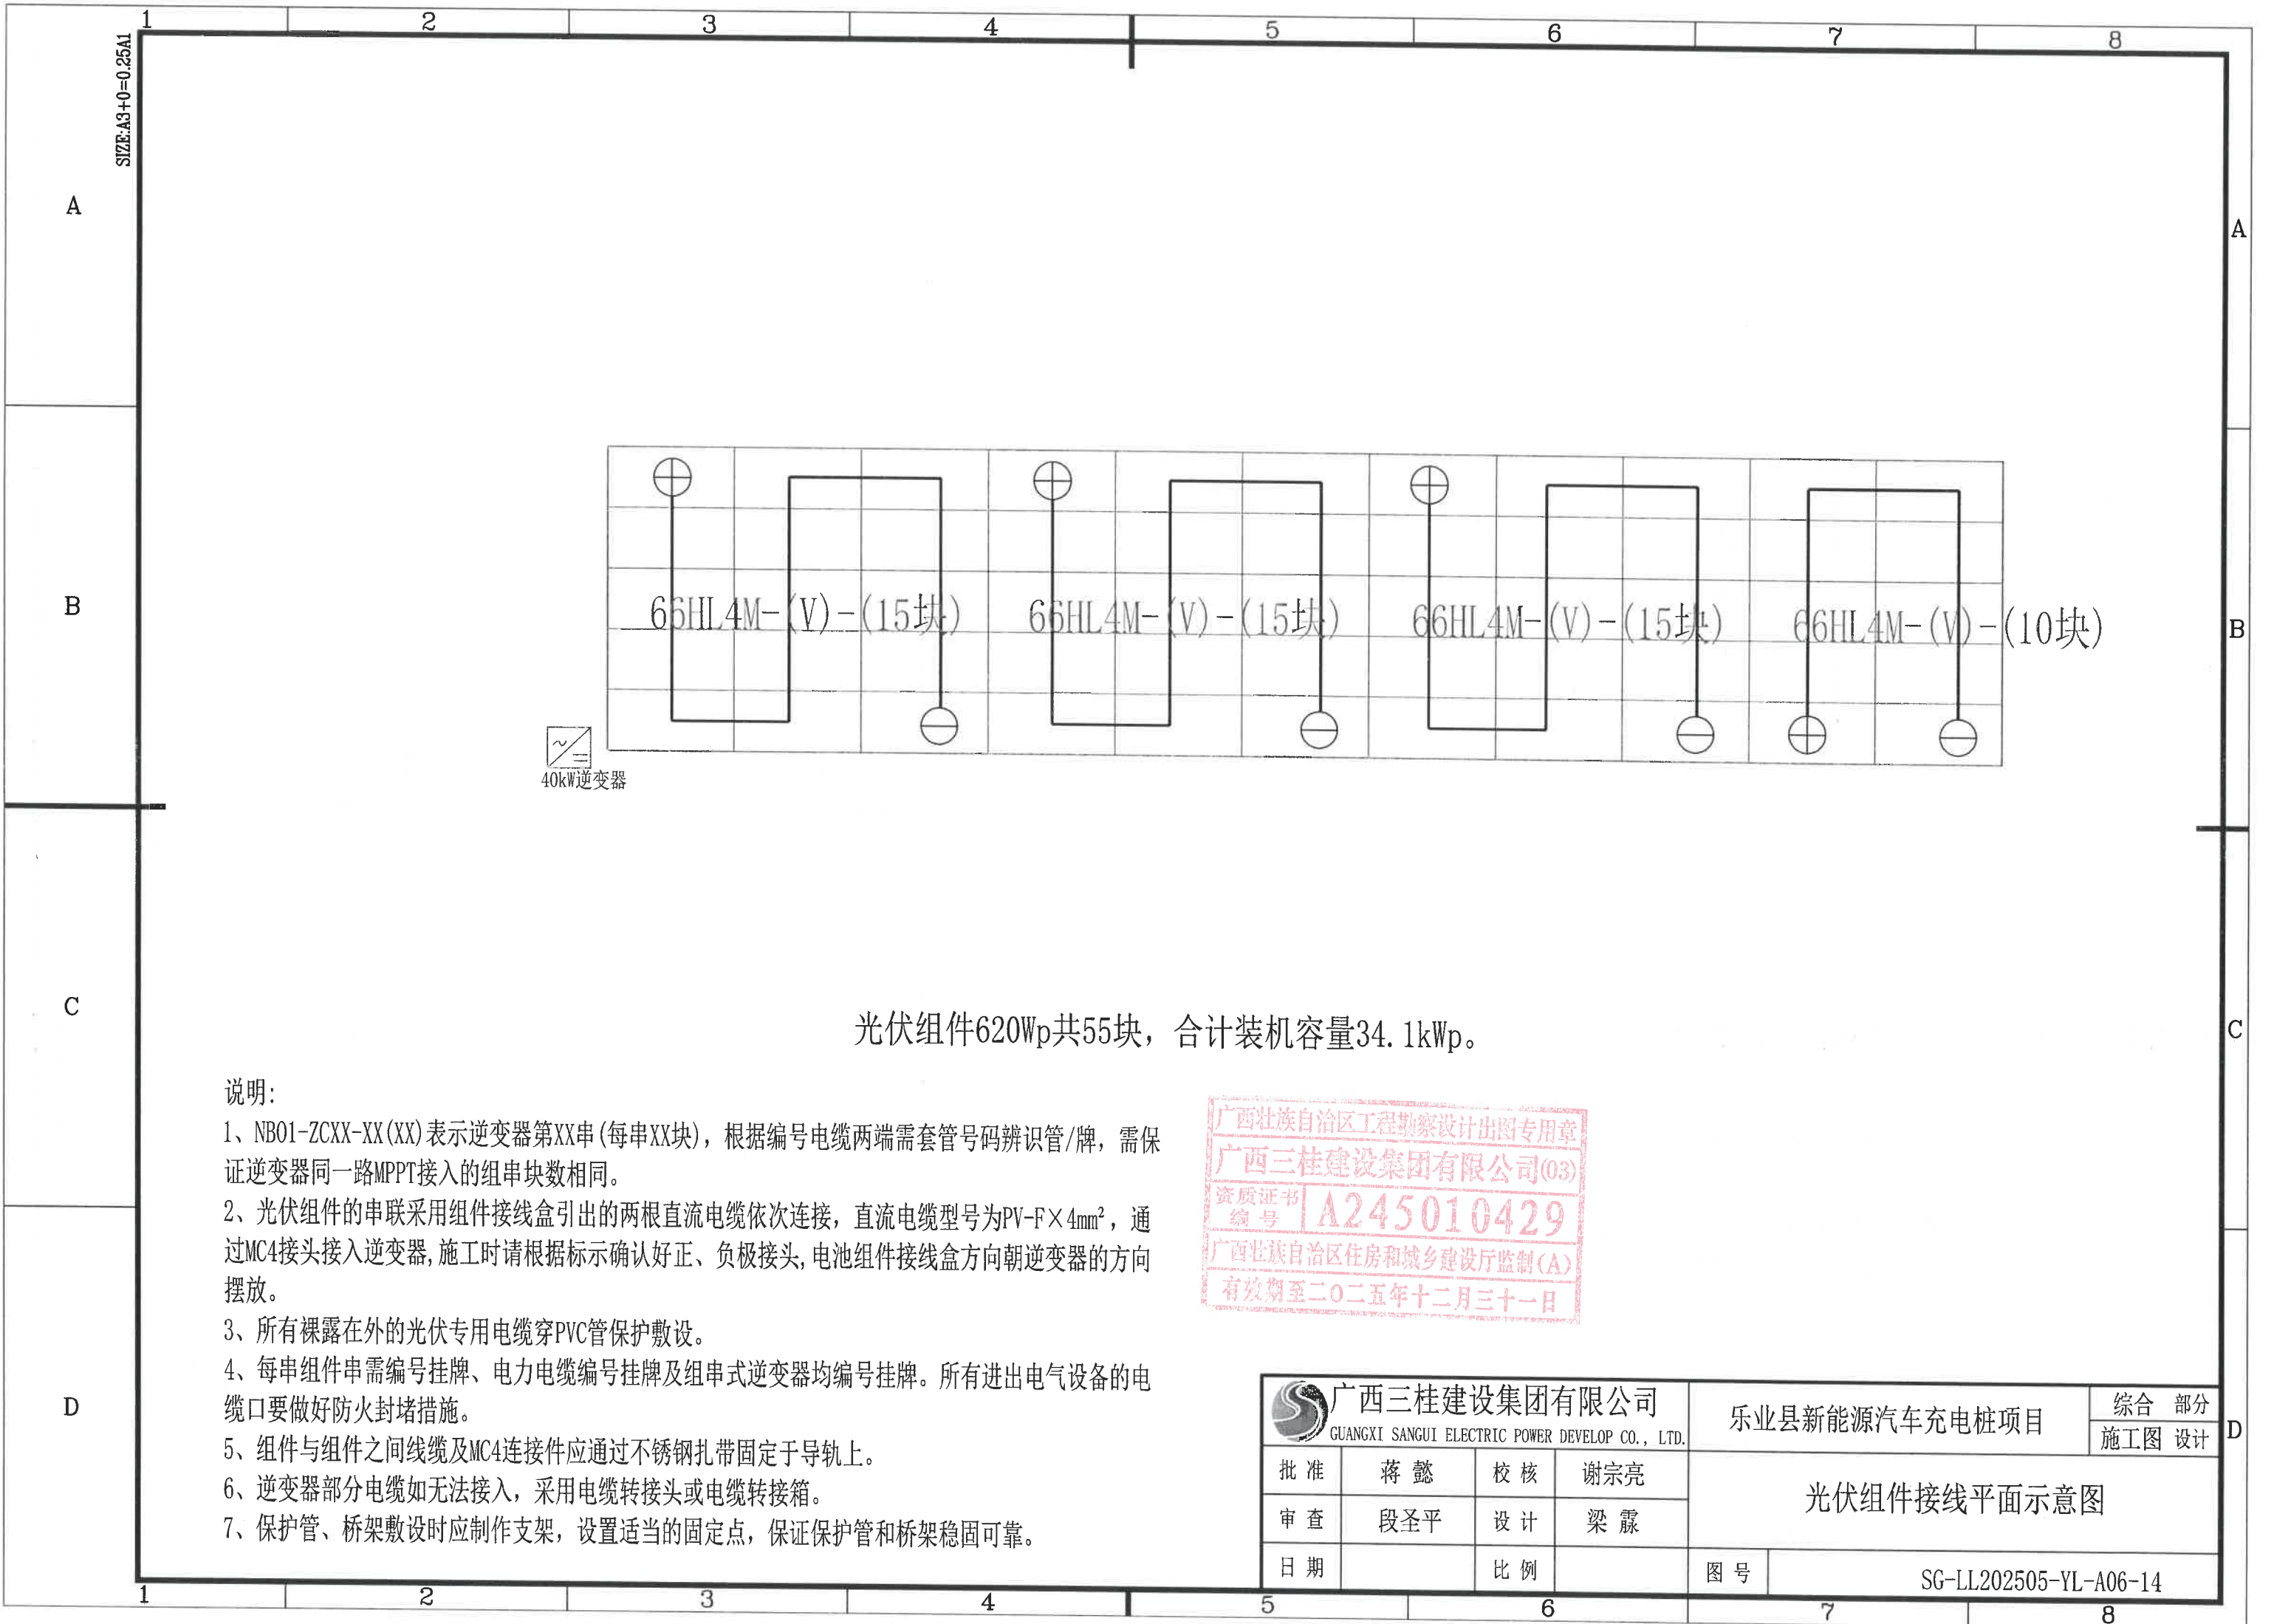 1 2 3 4 5 6 7 8
SIZE:A3+0=0.25A1
A A
66HL4M-(V)-(15块) 66HL4M-(V)-(15块) 66HL4M-(V)-(15块) 66HL4M-(V)-(10块)
B B
40kW逆变器
C C
光伏组件620Wp共55块，合计装机容量34.1kWp。
说明:
1、NB01-ZCXX-XX(XX)表示逆变器第XX串(每串XX块)，根据编号电缆两端需套管号码辨识管/牌，需保
证逆变器同一路MPPT接入的组串块数相同。
2、光伏组件的串联采用组件接线盒引出的两根直流电缆依次连接，直流电缆型号为PV-F×4mm²，通
过MC4接头接入逆变器,施工时请根据标示确认好正、负极接头,电池组件接线盒方向朝逆变器的方向
摆放。
3、所有裸露在外的光伏专用电缆穿PVC管保护敷设。
4、每串组件串需编号挂牌、电力电缆编号挂牌及组串式逆变器均编号挂牌。所有进出电气设备的电
缆口要做好防火封堵措施。
5、组件与组件之间线缆及MC4连接件应通过不锈钢扎带固定于导轨上。
6、逆变器部分电缆如无法接入，采用电缆转接头或电缆转接箱。
7、保护管、桥架敷设时应制作支架，设置适当的固定点，保证保护管和桥架稳固可靠。
广西壮族自治区工程勘察设计出图专用章
广西三桂建设集团有限公司(03)
资质证书
编号 A245010429
广西壮族自治区住房和城乡建设厅监制(A)
有效期至二〇二五年十二月三十一日
D D
广西三桂建设集团有限公司
GUANGXI SANGUI ELECTRIC POWER DEVELOP CO., LTD.
乐业县新能源汽车充电桩项目
综合 部分
施工图 设计
批准 蒋懿 校核 谢宗亮
审查 段圣平 设计 梁霖
光伏组件接线平面示意图
日期 比例 图号 SG-LL202505-YL-A06-14
1 2 3 4 5 6 7 8